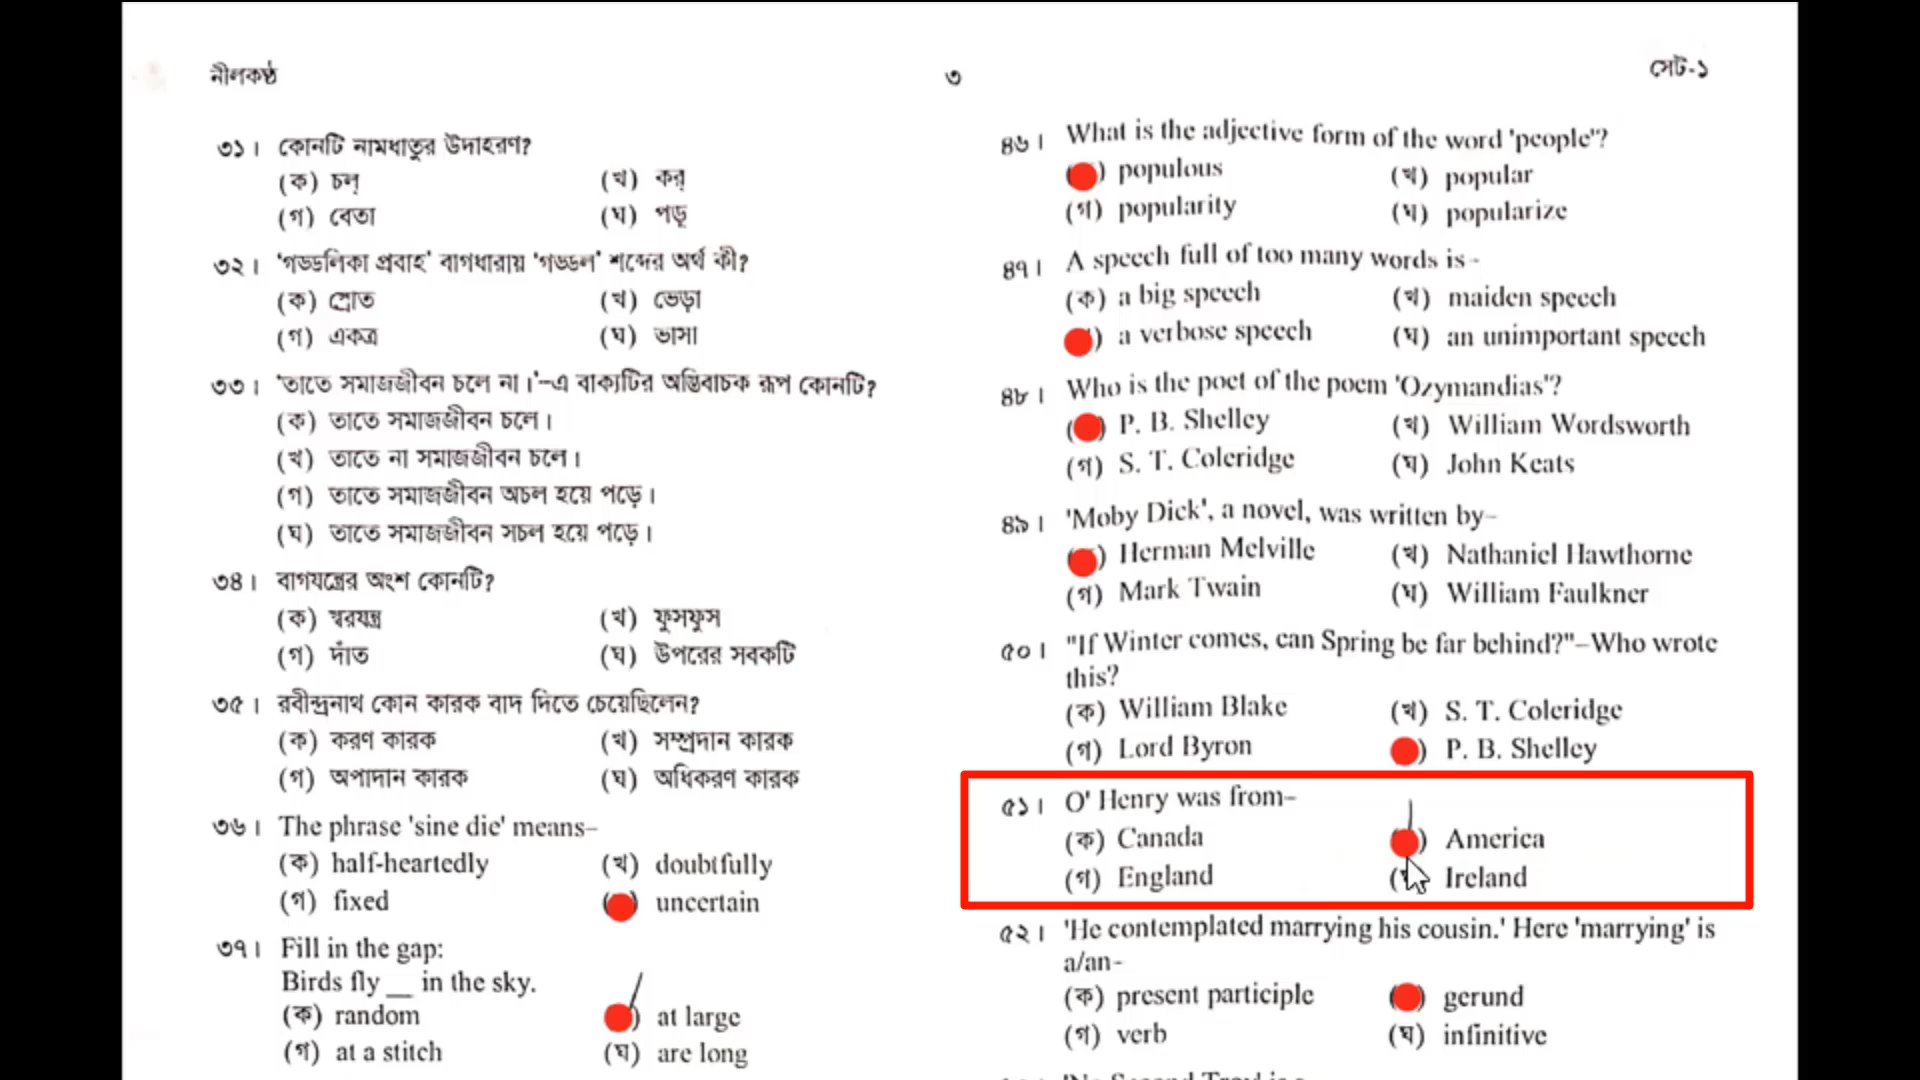 নীলকণ্ঠ
৩
সেট-১
৩১। কোনটি নামধাতুর উদাহরণ?
(ক) চল্ (খ) কর্
(গ) বেতা (ঘ) পড়্
৩২। 'গড্ডলিকা প্রবাহ' বাগধারায় 'গড্ডল' শব্দের অর্থ কী?
(ক) স্রোত (খ) ভেড়া
(গ) একত্র (ঘ) ভাসা
৩৩। 'তাতে সমাজজীবন চলে না।'–এ বাক্যটির অস্তিবাচক রূপ কোনটি?
(ক) তাতে সমাজজীবন চলে।
(খ) তাতে না সমাজজীবন চলে।
(গ) তাতে সমাজজীবন অচল হয়ে পড়ে।
(ঘ) তাতে সমাজজীবন সচল হয়ে পড়ে।
৩৪। বাগযন্ত্রের অংশ কোনটি?
(ক) স্বরযন্ত্র (খ) ফুসফুস
(গ) দাঁত (ঘ) উপরের সবকটি
৩৫। রবীন্দ্রনাথ কোন কারক বাদ দিতে চেয়েছিলেন?
(ক) করণ কারক (খ) সম্প্রদান কারক
(গ) অপাদান কারক (ঘ) অধিকরণ কারক
৩৬। The phrase 'sine die' means–
(ক) half-heartedly (খ) doubtfully
(গ) fixed uncertain
৩৭। Fill in the gap:
Birds fly __ in the sky.
(ক) random at large
(গ) at a stitch (ঘ) are long
৪৬। What is the adjective form of the word 'people'?
populous (খ) popular
(গ) popularity (ঘ) popularize
৪৭। A speech full of too many words is-
(ক) a big speech (খ) maiden speech
a verbose speech (ঘ) an unimportant speech
৪৮। Who is the poet of the poem 'Ozymandias'?
P. B. Shelley (খ) William Wordsworth
(গ) S. T. Coleridge (ঘ) John Keats
৪৯। 'Moby Dick', a novel, was written by–
Herman Melville (খ) Nathaniel Hawthorne
(গ) Mark Twain (ঘ) William Faulkner
৫০। "If Winter comes, can Spring be far behind?"–Who wrote
this?
(ক) William Blake (খ) S. T. Coleridge
(গ) Lord Byron P. B. Shelley
৫১। O' Henry was from–
(ক) Canada America
(গ) England Ireland
৫২। 'He contemplated marrying his cousin.' Here 'marrying' is
a/an–
(ক) present participle gerund
(গ) verb (ঘ) infinitive